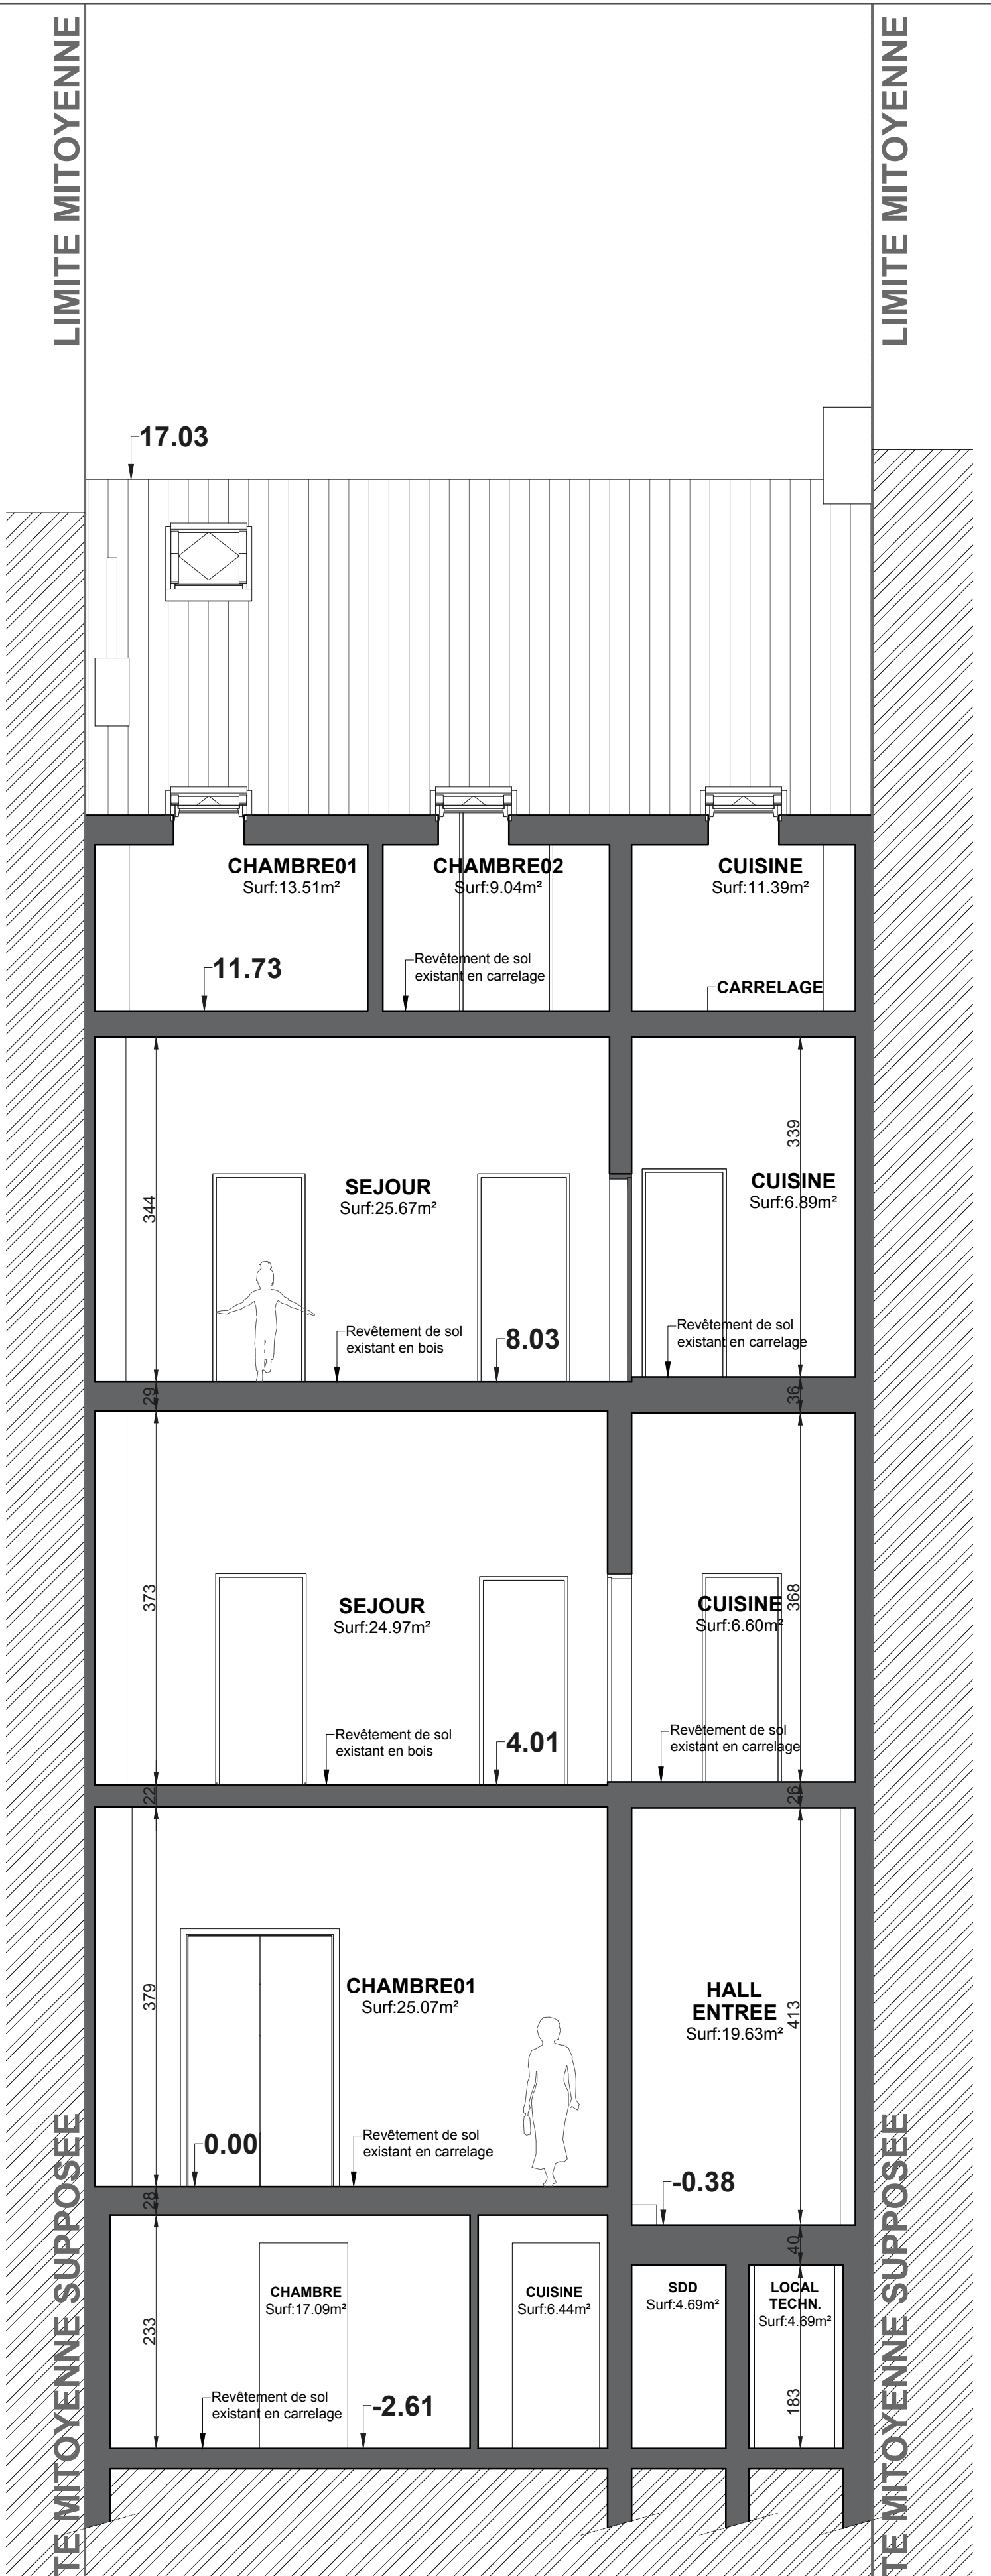 LIMITE MITOYENNE
LIMITE MITOYENNE
17.03
CHAMBRE01
Surf:13.51m²
CHAMBRE02
Surf:9.04m²
CUISINE
Surf:11.39m²
11.73
Revêtement de sol
existant en carrelage
CARRELAGE
344
339
SEJOUR
Surf:25.67m²
CUISINE
Surf:6.89m²
Revêtement de sol
existant en bois
8.03
Revêtement de sol
existant en carrelage
29
36
373
368
SEJOUR
Surf:24.97m²
CUISINE
Surf:6.60m²
Revêtement de sol
existant en bois
4.01
Revêtement de sol
existant en carrelage
22
26
379
413
CHAMBRE01
Surf:25.07m²
HALL
ENTREE
Surf:19.63m²
0.00
Revêtement de sol
existant en carrelage
-0.38
28
40
233
183
CHAMBRE
Surf:17.09m²
CUISINE
Surf:6.44m²
SDD
Surf:4.69m²
LOCAL
TECHN.
Surf:4.69m²
Revêtement de sol
existant en carrelage
-2.61
TE MITOYENNE SUPPOSEE
TE MITOYENNE SUPPOSEE